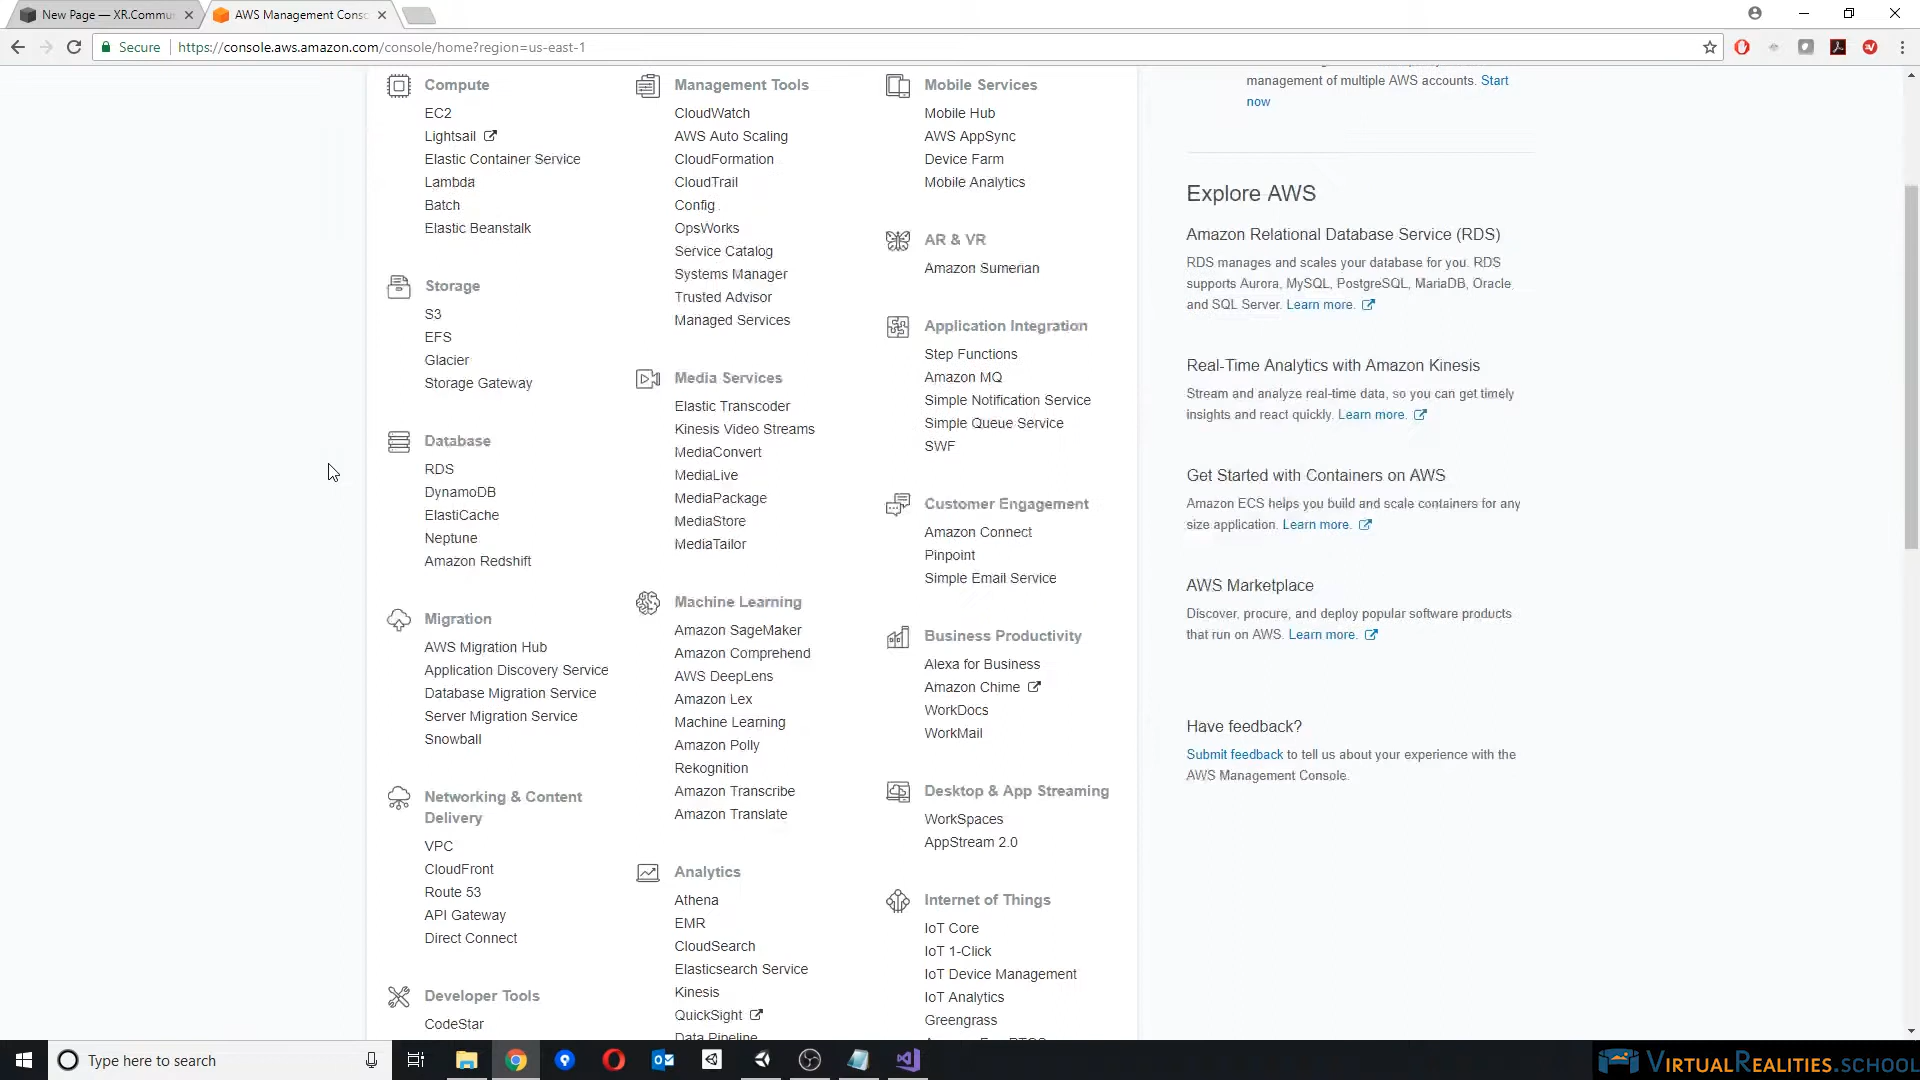 New Page — XR.Commu
AWS Management Conso
Secure
https://console.aws.amazon.com/console/home?region=us-east-1
Compute
EC2
Lightsail
Elastic Container Service
Lambda
Batch
Elastic Beanstalk
Storage
S3
EFS
Glacier
Storage Gateway
Database
RDS
DynamoDB
ElastiCache
Neptune
Amazon Redshift
Migration
AWS Migration Hub
Application Discovery Service
Database Migration Service
Server Migration Service
Snowball
Networking & Content
Delivery
VPC
CloudFront
Route 53
API Gateway
Direct Connect
Developer Tools
CodeStar
Management Tools
CloudWatch
AWS Auto Scaling
CloudFormation
CloudTrail
Config
OpsWorks
Service Catalog
Systems Manager
Trusted Advisor
Managed Services
Media Services
Elastic Transcoder
Kinesis Video Streams
MediaConvert
MediaLive
MediaPackage
MediaStore
MediaTailor
Machine Learning
Amazon SageMaker
Amazon Comprehend
AWS DeepLens
Amazon Lex
Machine Learning
Amazon Polly
Rekognition
Amazon Transcribe
Amazon Translate
Analytics
Athena
EMR
CloudSearch
Elasticsearch Service
Kinesis
QuickSight
Data Pipeline
Mobile Services
Mobile Hub
AWS AppSync
Device Farm
Mobile Analytics
AR & VR
Amazon Sumerian
Application Integration
Step Functions
Amazon MQ
Simple Notification Service
Simple Queue Service
SWF
Customer Engagement
Amazon Connect
Pinpoint
Simple Email Service
Business Productivity
Alexa for Business
Amazon Chime
WorkDocs
WorkMail
Desktop & App Streaming
WorkSpaces
AppStream 2.0
Internet of Things
IoT Core
IoT 1-Click
IoT Device Management
IoT Analytics
Greengrass
management of multiple AWS accounts. Start
now
Explore AWS
Amazon Relational Database Service (RDS)
RDS manages and scales your database for you. RDS
supports Aurora, MySQL, PostgreSQL, MariaDB, Oracle,
and SQL Server. Learn more.
Real-Time Analytics with Amazon Kinesis
Stream and analyze real-time data, so you can get timely
insights and react quickly. Learn more.
Get Started with Containers on AWS
Amazon ECS helps you build and scale containers for any
size application. Learn more.
AWS Marketplace
Discover, procure, and deploy popular software products
that run on AWS. Learn more.
Have feedback?
Submit feedback to tell us about your experience with the
AWS Management Console.
Type here to search
VIRTUALREALITIES.SCHOOL